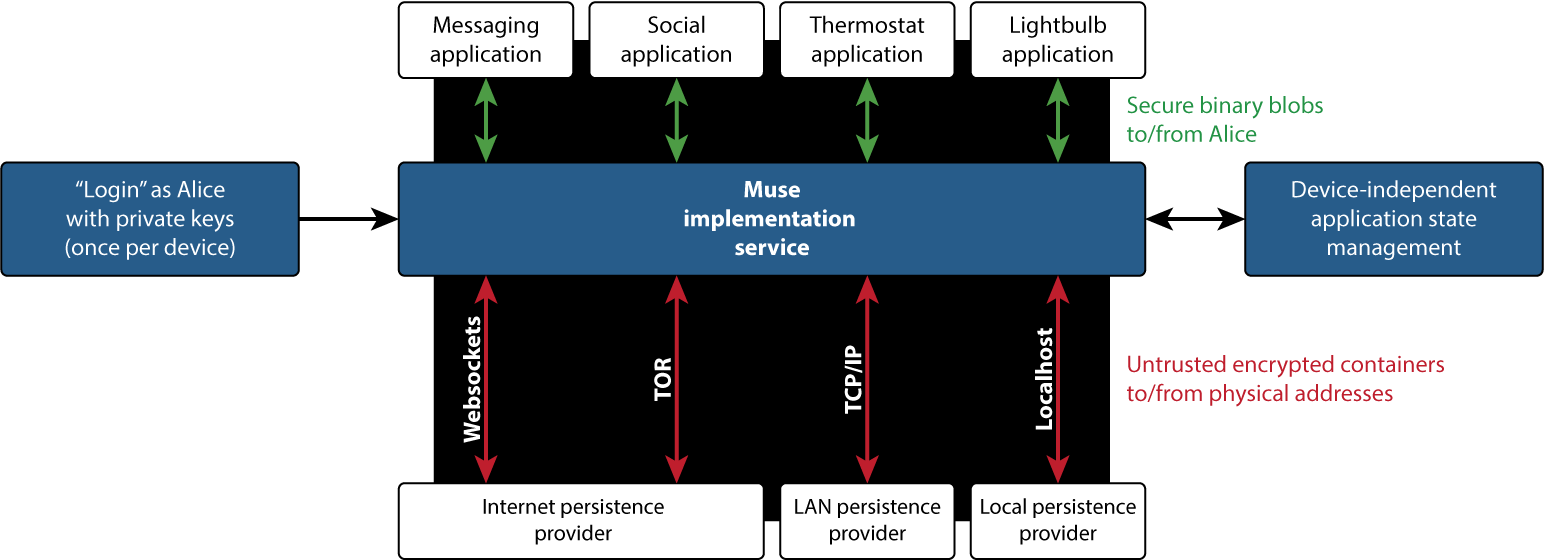 Messaging
application
Social
application
Thermostat
application
Lightbulb
application
Secure binary blobs
to/from Alice
“Login” as Alice
with private keys
(once per device)
Muse
implementation
service
Device-independent
application state
management
Websockets
TOR
TCP/IP
Localhost
Untrusted encrypted containers
to/from physical addresses
Internet persistence
provider
LAN persistence
provider
Local persistence
provider